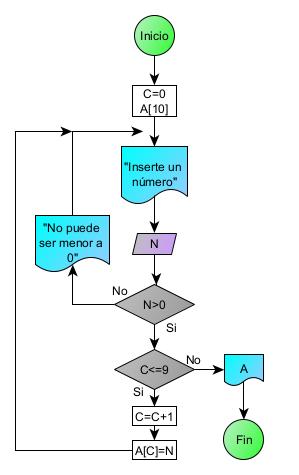 Inicio
C=0
A[10]
"Inserte un
número"
"No puede
ser menor a
0"
N
No
N>0
Si
C<=9
No
A
Si
C=C+1
A[C]=N
Fin